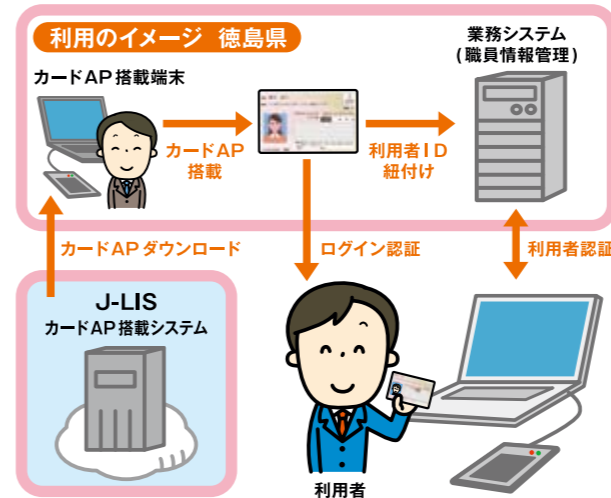 利用のイメージ 徳島県
業務システム
(職員情報管理)
カードAP搭載端末
カードAP
搭載
利用者ID
紐付け
カードAPダウンロード
ログイン認証
利用者認証
J-LIS
カードAP搭載システム
利用者